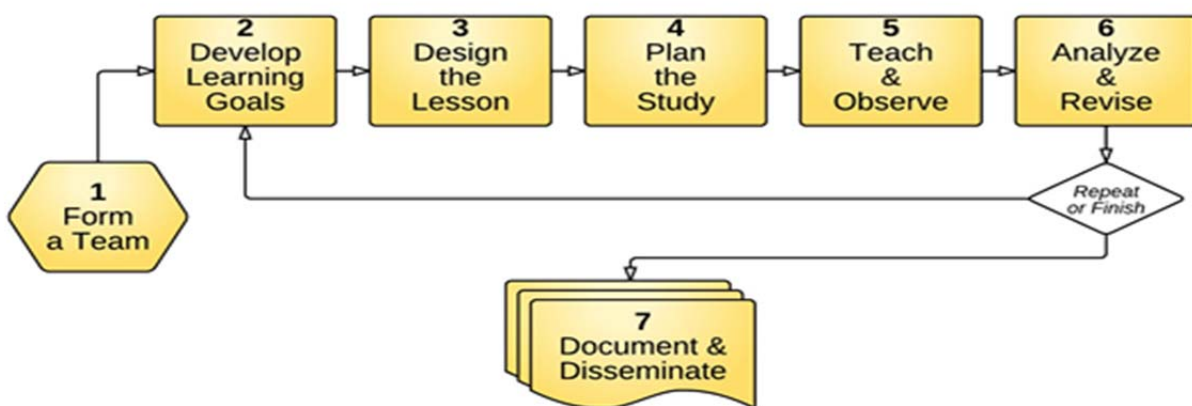 1
Form
a Team
2
Develop
Learning
Goals
3
Design
the
Lesson
4
Plan
the
Study
5
Teach
&
Observe
6
Analyze
&
Revise
Repeat
or Finish
7
Document &
Disseminate